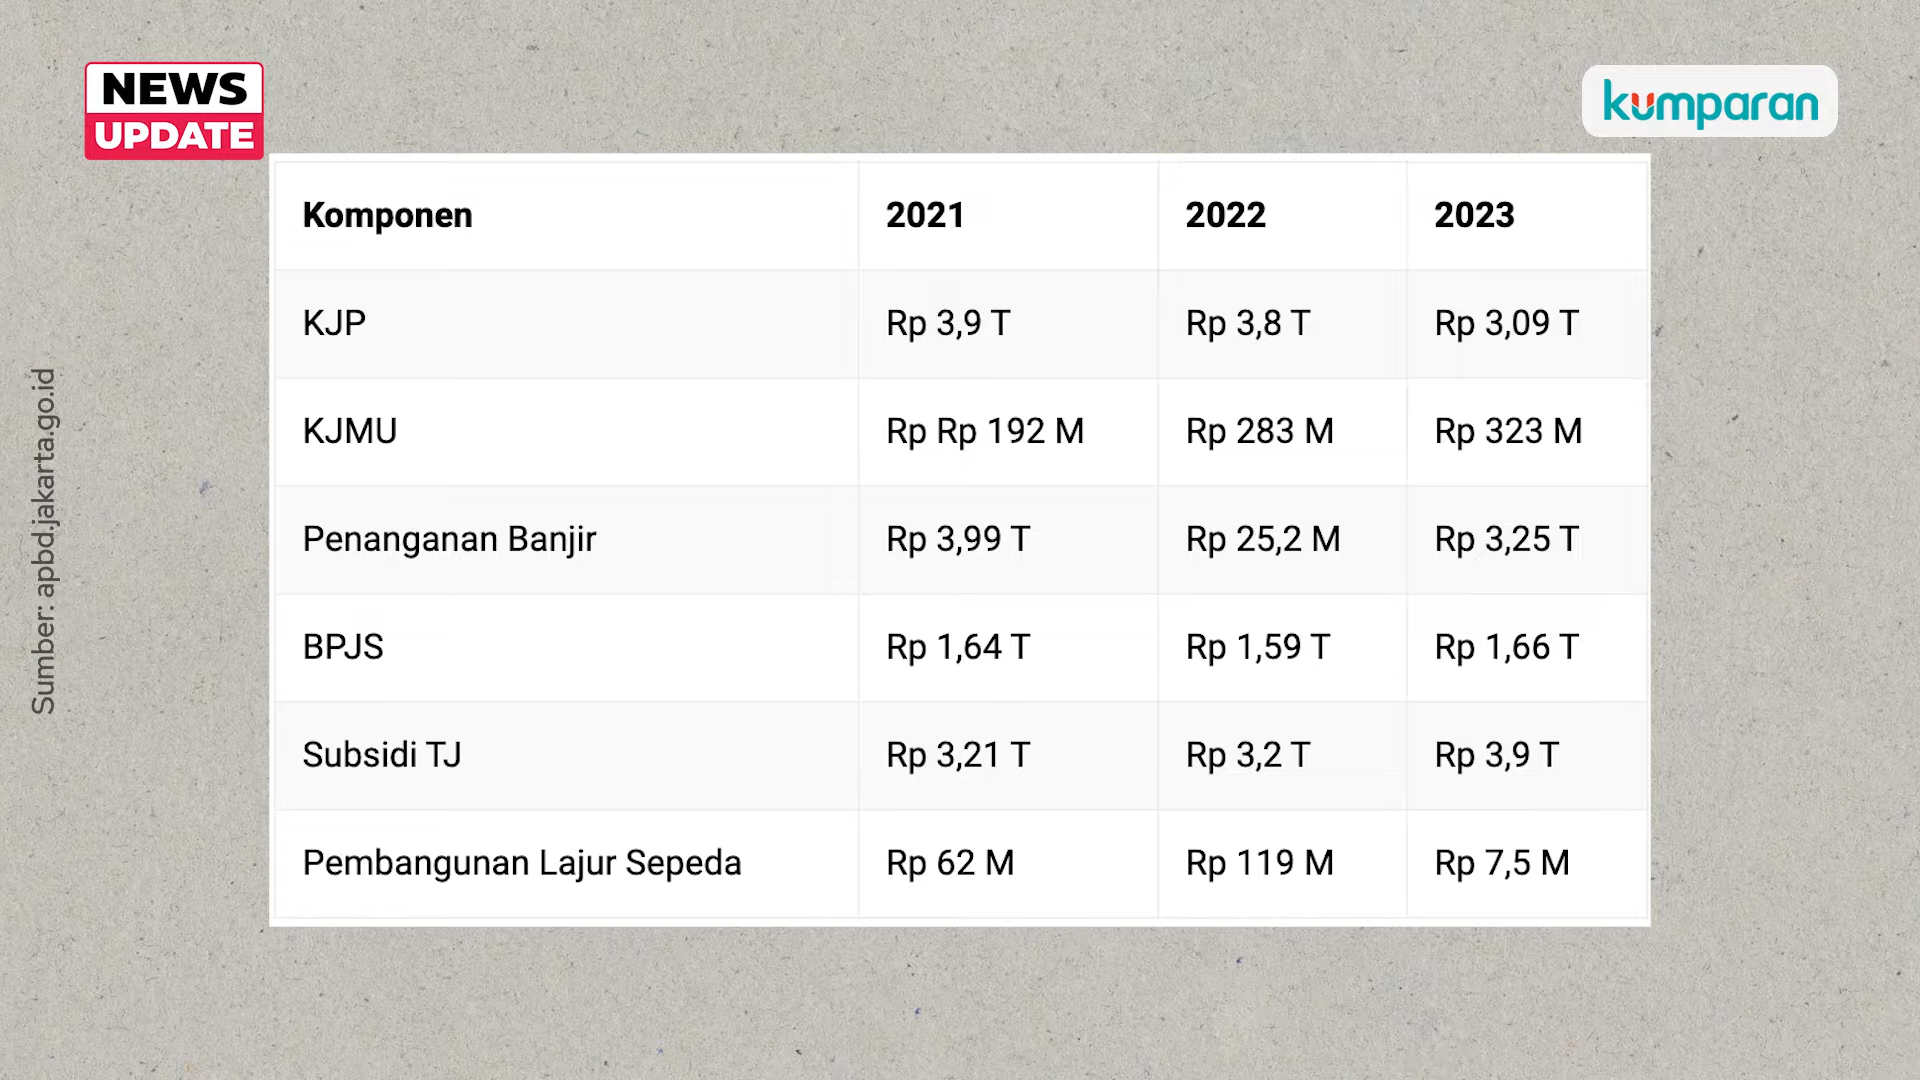 NEWS
UPDATE
kumparan
Komponen 2021 2022 2023
KJP Rp 3,9 T Rp 3,8 T Rp 3,09 T
KJMU Rp Rp 192 M Rp 283 M Rp 323 M
Penanganan Banjir Rp 3,99 T Rp 25,2 M Rp 3,25 T
BPJS Rp 1,64 T Rp 1,59 T Rp 1,66 T
Subsidi TJ Rp 3,21 T Rp 3,2 T Rp 3,9 T
Pembangunan Lajur Sepeda Rp 62 M Rp 119 M Rp 7,5 M
Sumber: apbd.jakarta.go.id